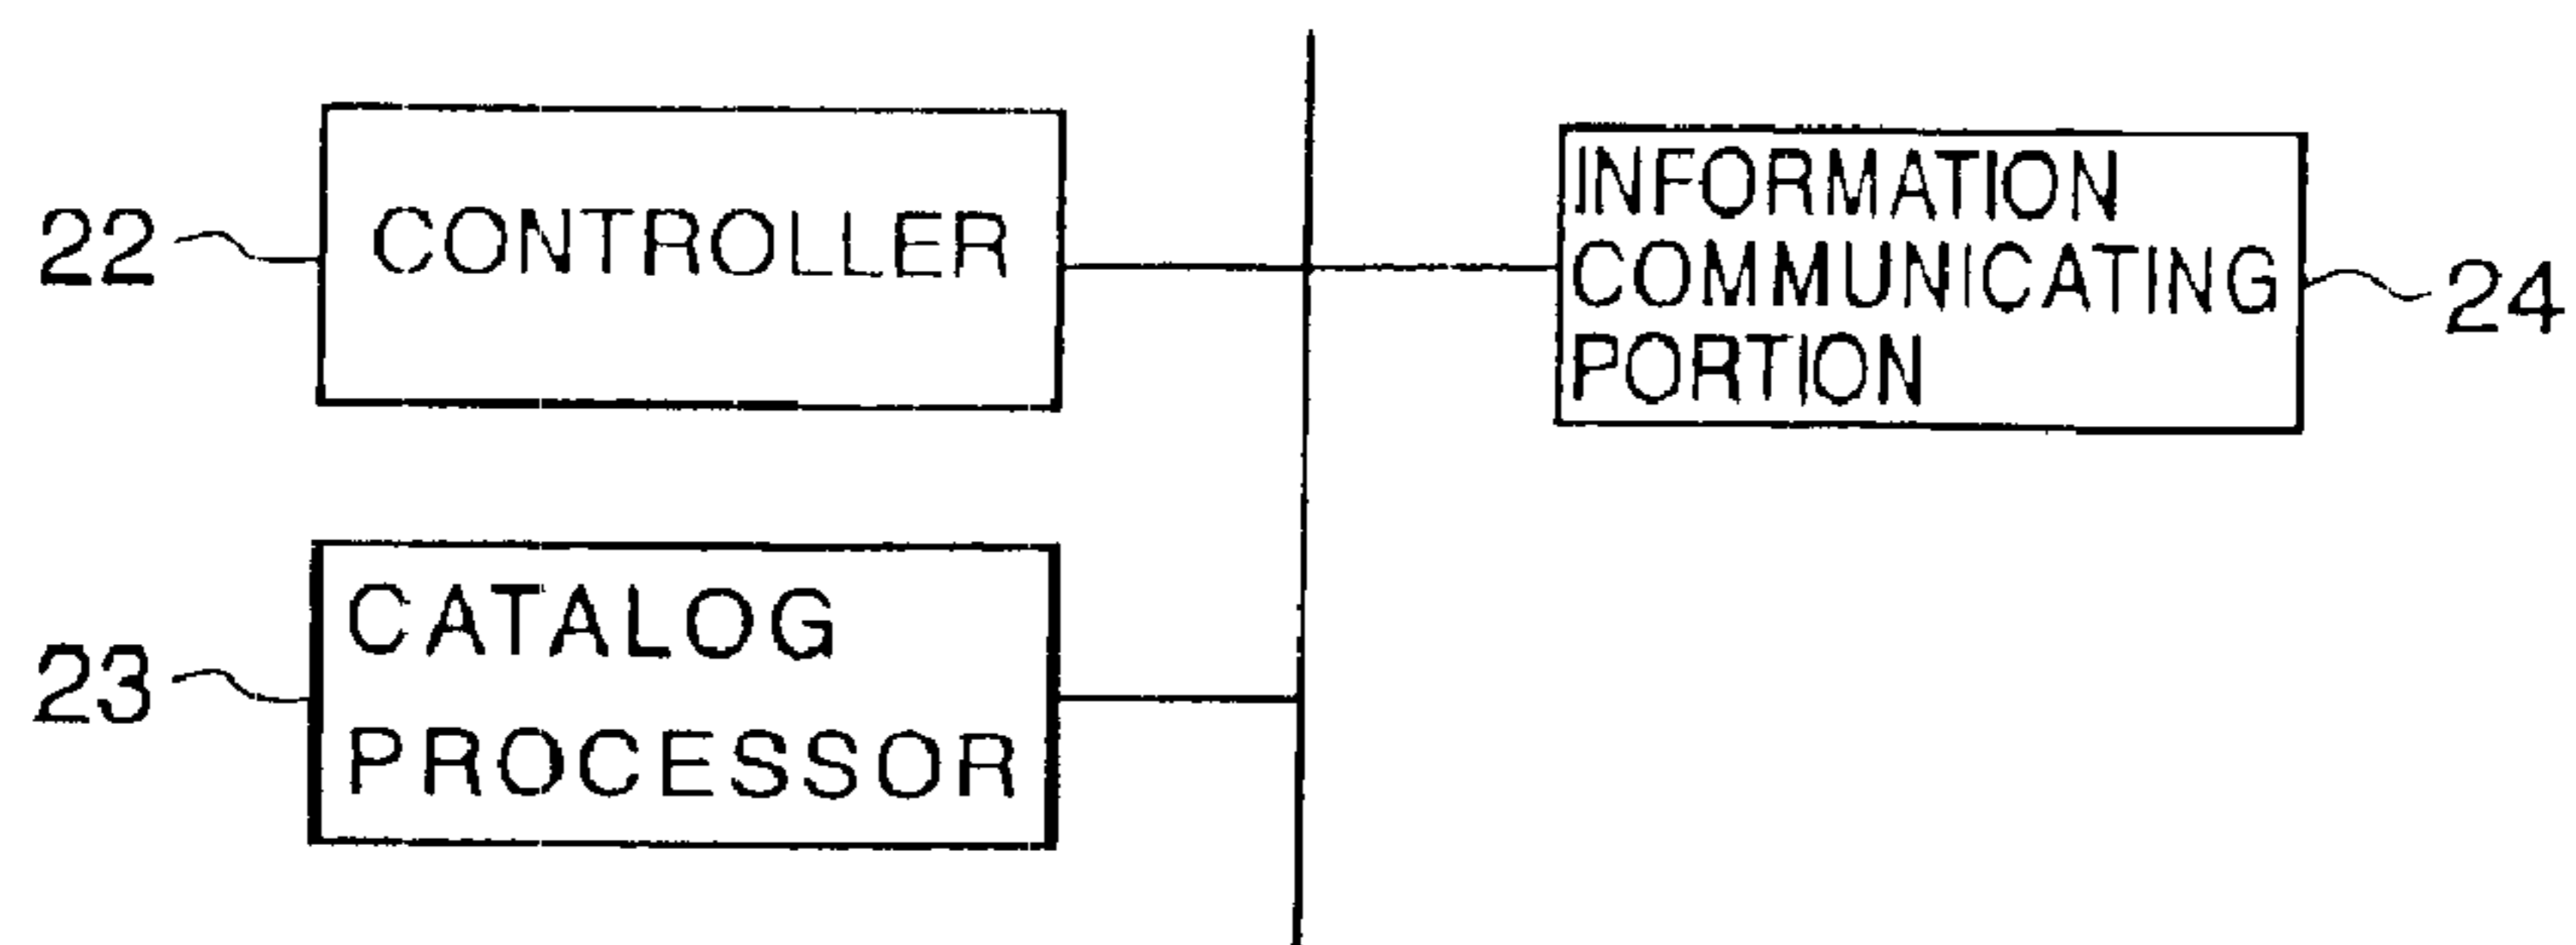 22
CONTROLLER
INFORMATION
COMMUNICATING
PORTION
24
23
CATALOG
PROCESSOR